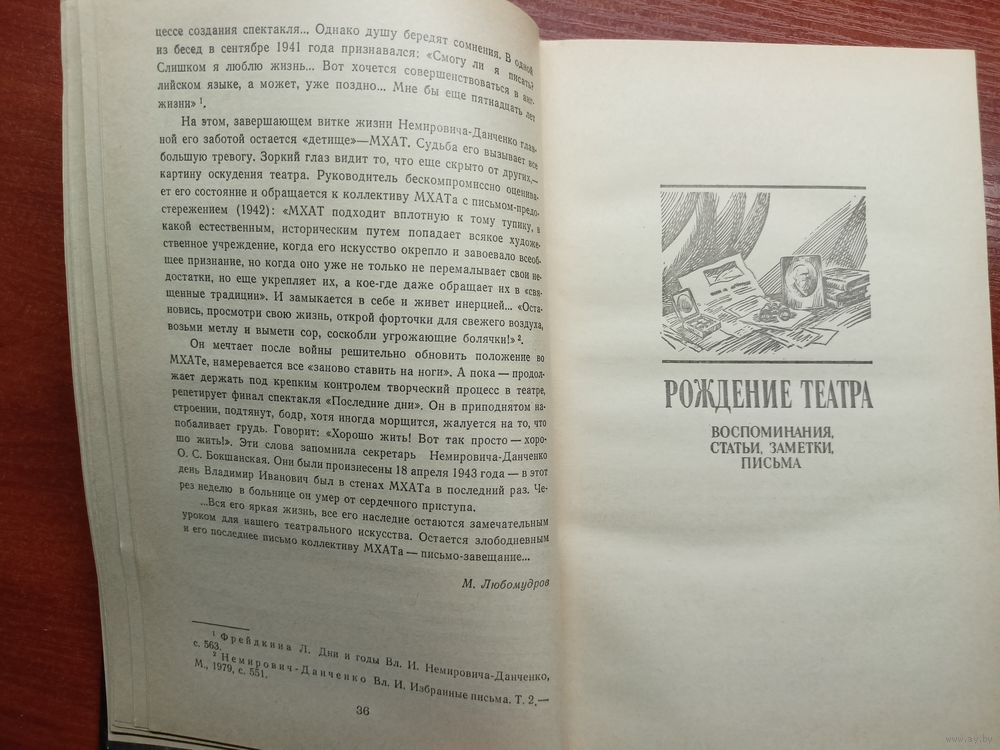 цессе создания спектакля... Однако душу бередят сомнения. В одной
из бесед в сентябре 1941 года признавался: «Смогу ли я писать?
Слишком я люблю жизнь... Вот хочется совершенствоваться в анг-
лийском языке, а может, уже поздно... Мне бы еще пятнадцать лет
жизни» ¹.
На этом, завершающем витке жизни Немировича-Данченко глав-
ной его заботой остается «детище»—МХАТ. Судьба его вызывает все
большую тревогу. Зоркий глаз видит то, что еще скрыто от других,—
картину оскудения театра. Руководитель бескомпромиссно оценива-
ет его состояние и обращается к коллективу МХАТа с письмом-предо-
стережением (1942): «МХАТ подходит вплотную к тому тупику, в
какой естественным, историческим путем попадает всякое художе-
ственное учреждение, когда его искусство окрепло и завоевало всеоб-
щее признание, но когда оно уже не только не перемалывает свои не-
достатки, но еще укрепляет их, а кое-где даже обращает их в «свя-
щенные традиции». И замыкается в себе и живет инерцией... «Оста-
новись, просмотри свою жизнь, открой форточки для свежего воздуха,
возьми метлу и вымети сор, соскобли угрожающие болячки!» ².
Он мечтает после войны решительно обновить положение во
МХАТе, намеревается все «заново ставить на ноги». А пока — продол-
жает держать под крепким контролем творческий процесс в театре,
репетирует финал спектакля «Последние дни». Он в приподнятом на-
строении, подтянут, бодр, хотя иногда морщится, жалуется на то, что
побаливает грудь. Говорит: «Хорошо жить! Вот так просто — хоро-
шо жить!». Эти слова запомнила секретарь Немировича-Данченко
О. С. Бокшанская. Они были произнесены 18 апреля 1943 года — в этот
день Владимир Иванович был в стенах МХАТа в последний раз. Че-
рез неделю в больнице он умер от сердечного приступа.
...Вся его яркая жизнь, все его наследие остаются замечательным
уроком для нашего театрального искусства. Остается злободневным
и его последнее письмо коллективу МХАТа — письмо-завещание...
М. Любомудров
¹ Фрейдкина Л. Дни и годы Вл. И. Немировича-Данченко,
с. 563.
² Немирович-Данченко Вл. И. Избранные письма. Т. 2.—
М., 1979, с. 551.
36
РОЖДЕНИЕ ТЕАТРА
ВОСПОМИНАНИЯ,
СТАТЬИ, ЗАМЕТКИ,
ПИСЬМА
www.ay.by